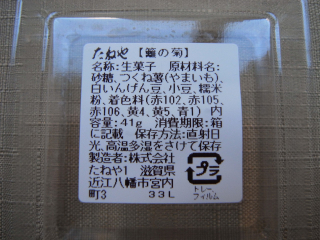 たねや 【籬の菊】
名称:生菓子 原材料名:
砂糖、つくね薯(やまいも)、
白いんげん豆、小豆、糯米
粉、着色料(赤102、赤105、
赤106、黄4、黄5、青1) 内
容量:41g 消費期限:箱
に記載 保存方法:直射日
光、高温多湿をさけて保存
製造者:株式会社
たねや1 滋賀県
近江八幡市宮内
町3 33L
プラ
トレー、
フィルム